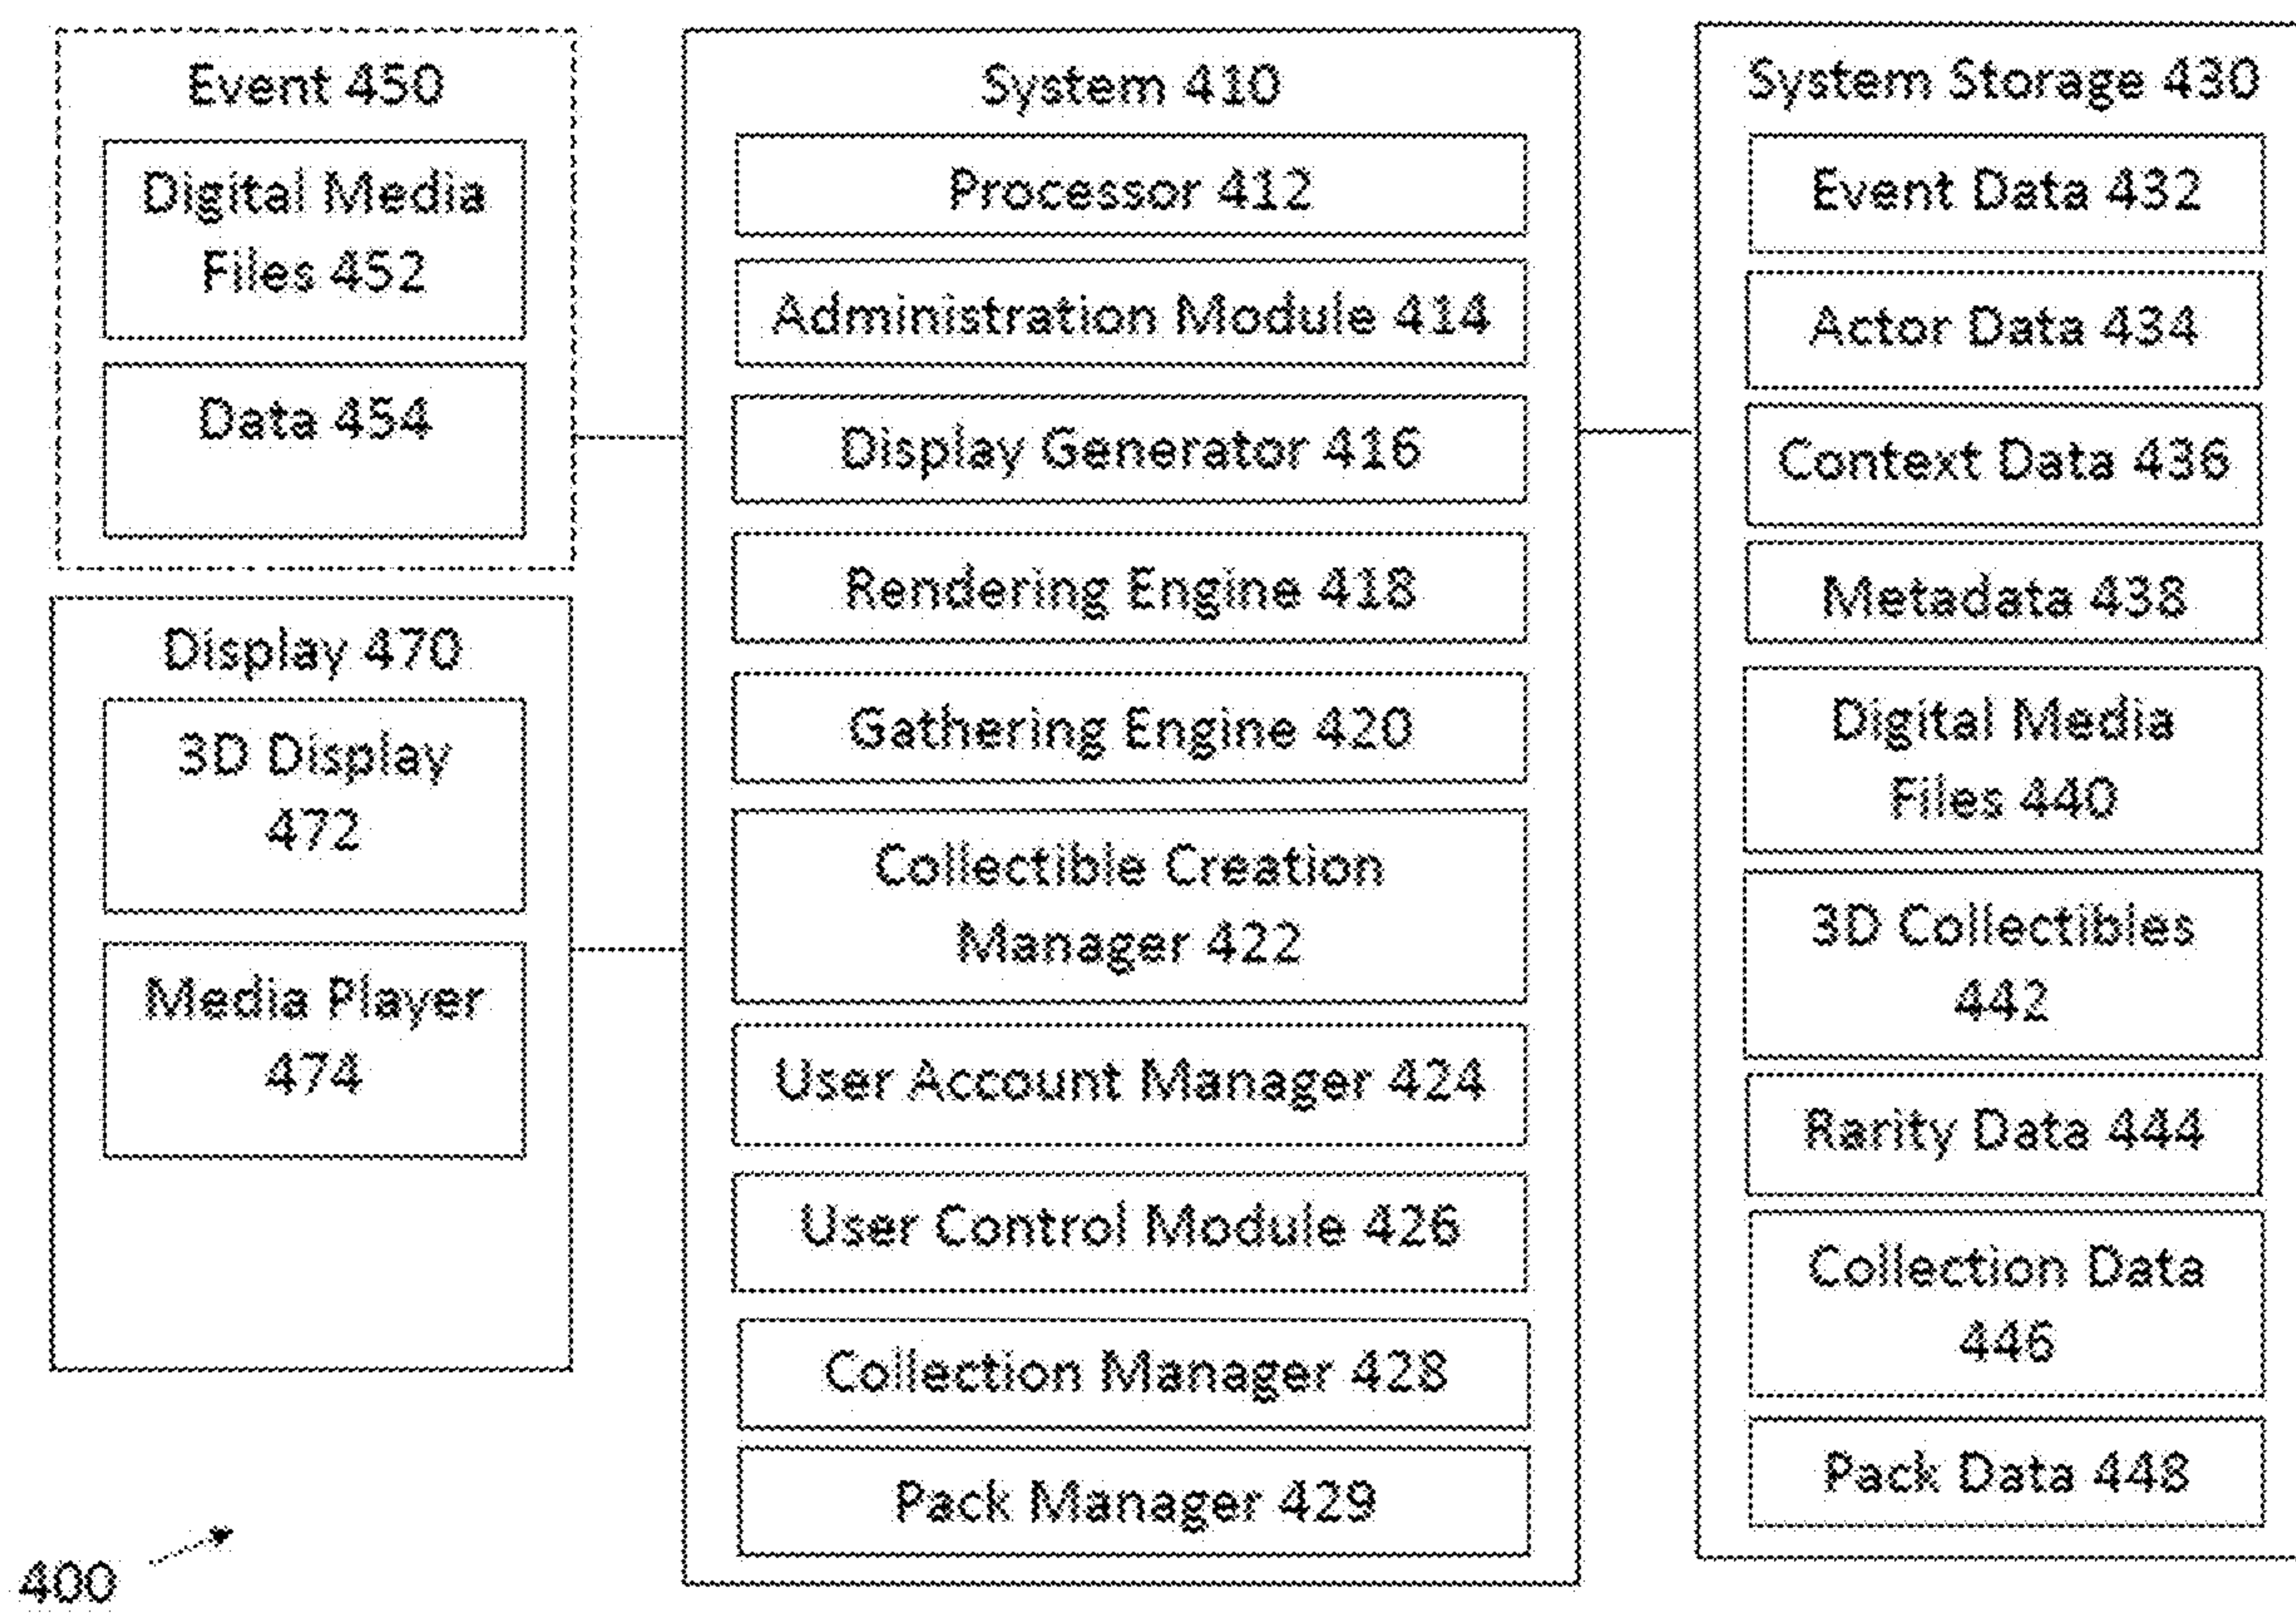 Event 450
Digital Media
Files 452
Data 454
Display 470
3D Display
472
Media Player
474
System 410
Processor 412
Administration Module 414
Display Generator 416
Rendering Engine 418
Gathering Engine 420
Collectible Creation
Manager 422
User Account Manager 424
User Control Module 426
Collection Manager 428
Pack Manager 429
System Storage 430
Event Data 432
Actor Data 434
Context Data 436
Metadata 438
Digital Media
Files 440
3D Collectibles
442
Rarity Data 444
Collection Data
446
Pack Data 448
400